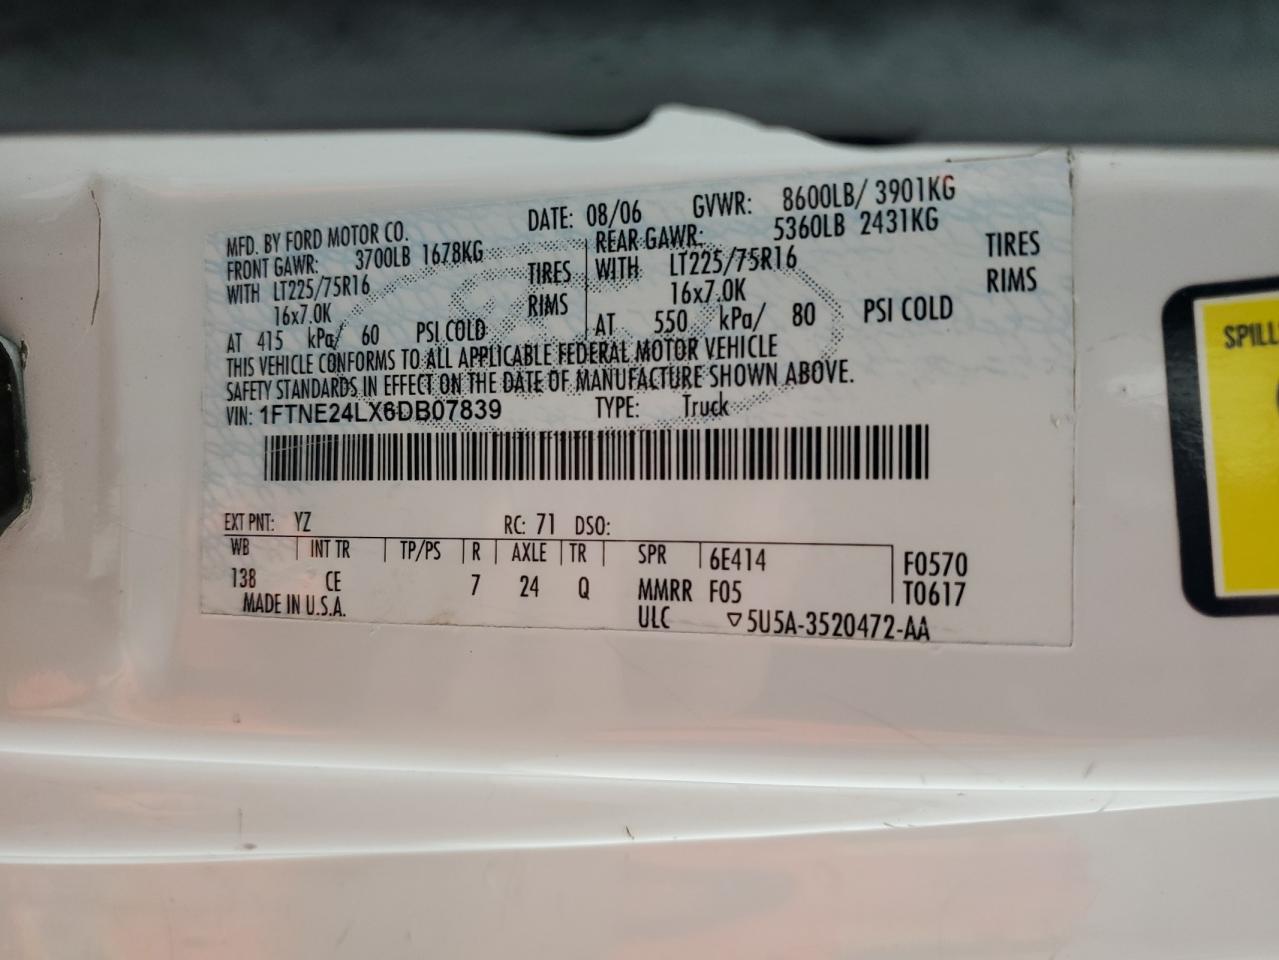 MFD. BY FORD MOTOR CO. DATE: 08/06 GVWR: 8600LB/ 3901KG
FRONT GAWR: 3700LB 1678KG REAR GAWR: 5360LB 2431KG
WITH LT225/75R16 TIRES WITH LT225/75R16 TIRES
16x7.0K RIMS 16x7.0K RIMS
AT 415 kPa/ 60 PSI COLD AT 550 kPa/ 80 PSI COLD
THIS VEHICLE CONFORMS TO ALL APPLICABLE FEDERAL MOTOR VEHICLE
SAFETY STANDARDS IN EFFECT ON THE DATE OF MANUFACTURE SHOWN ABOVE.
VIN: 1FTNE24LX6DB07839 TYPE: Truck
EXT PNT: YZ RC: 71 DSO:
WB INT TR TP/PS R AXLE TR SPR 6E414 F0570
138 CE 7 24 Q MMRR F05 T0617
MADE IN U.S.A. ULC ▽5U5A-3520472-AA
SPILL